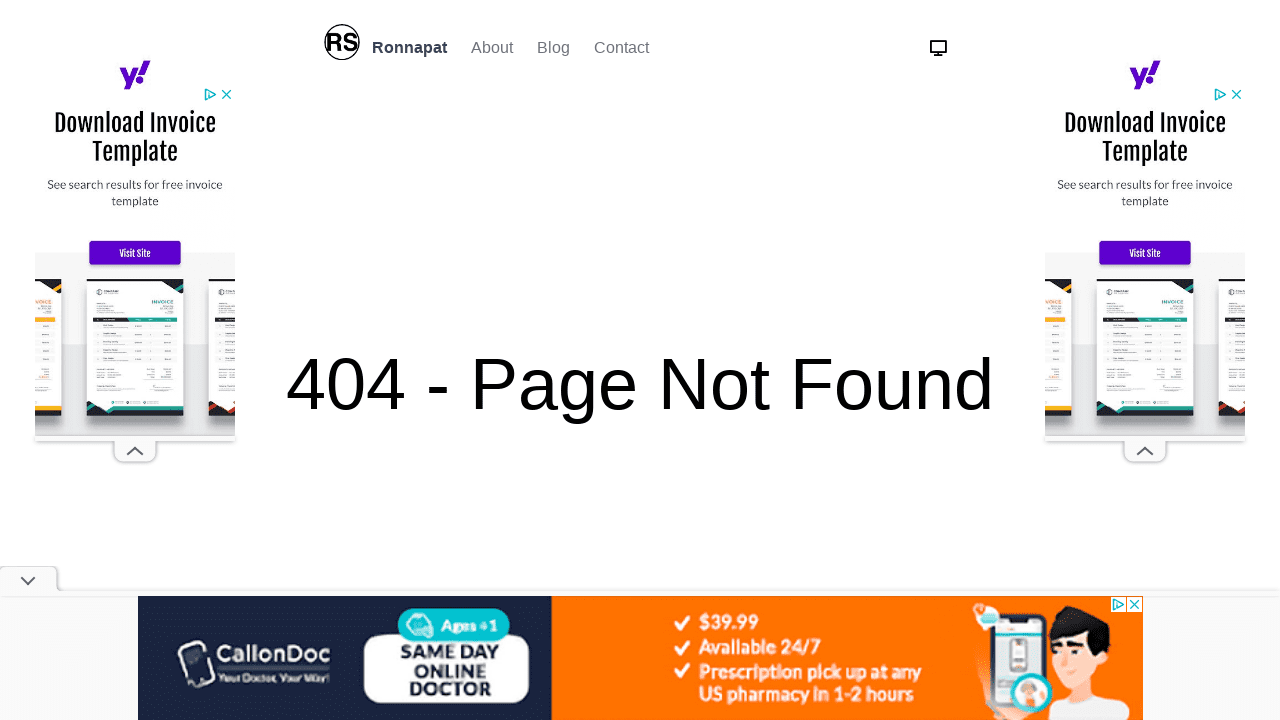 RS Ronnapat About Blog Contact
y!
Download Invoice
Template
See search results for free invoice
template
Visit Site
INVOICE
y!
Download Invoice
Template
See search results for free invoice
template
Visit Site
INVOICE
404 - Page Not Found
CallonDoc
Your Doctor, Your Way!
Ages +1
SAME DAY
ONLINE
DOCTOR
$39.99
Available 24/7
Prescription pick up at any
US pharmacy in 1-2 hours